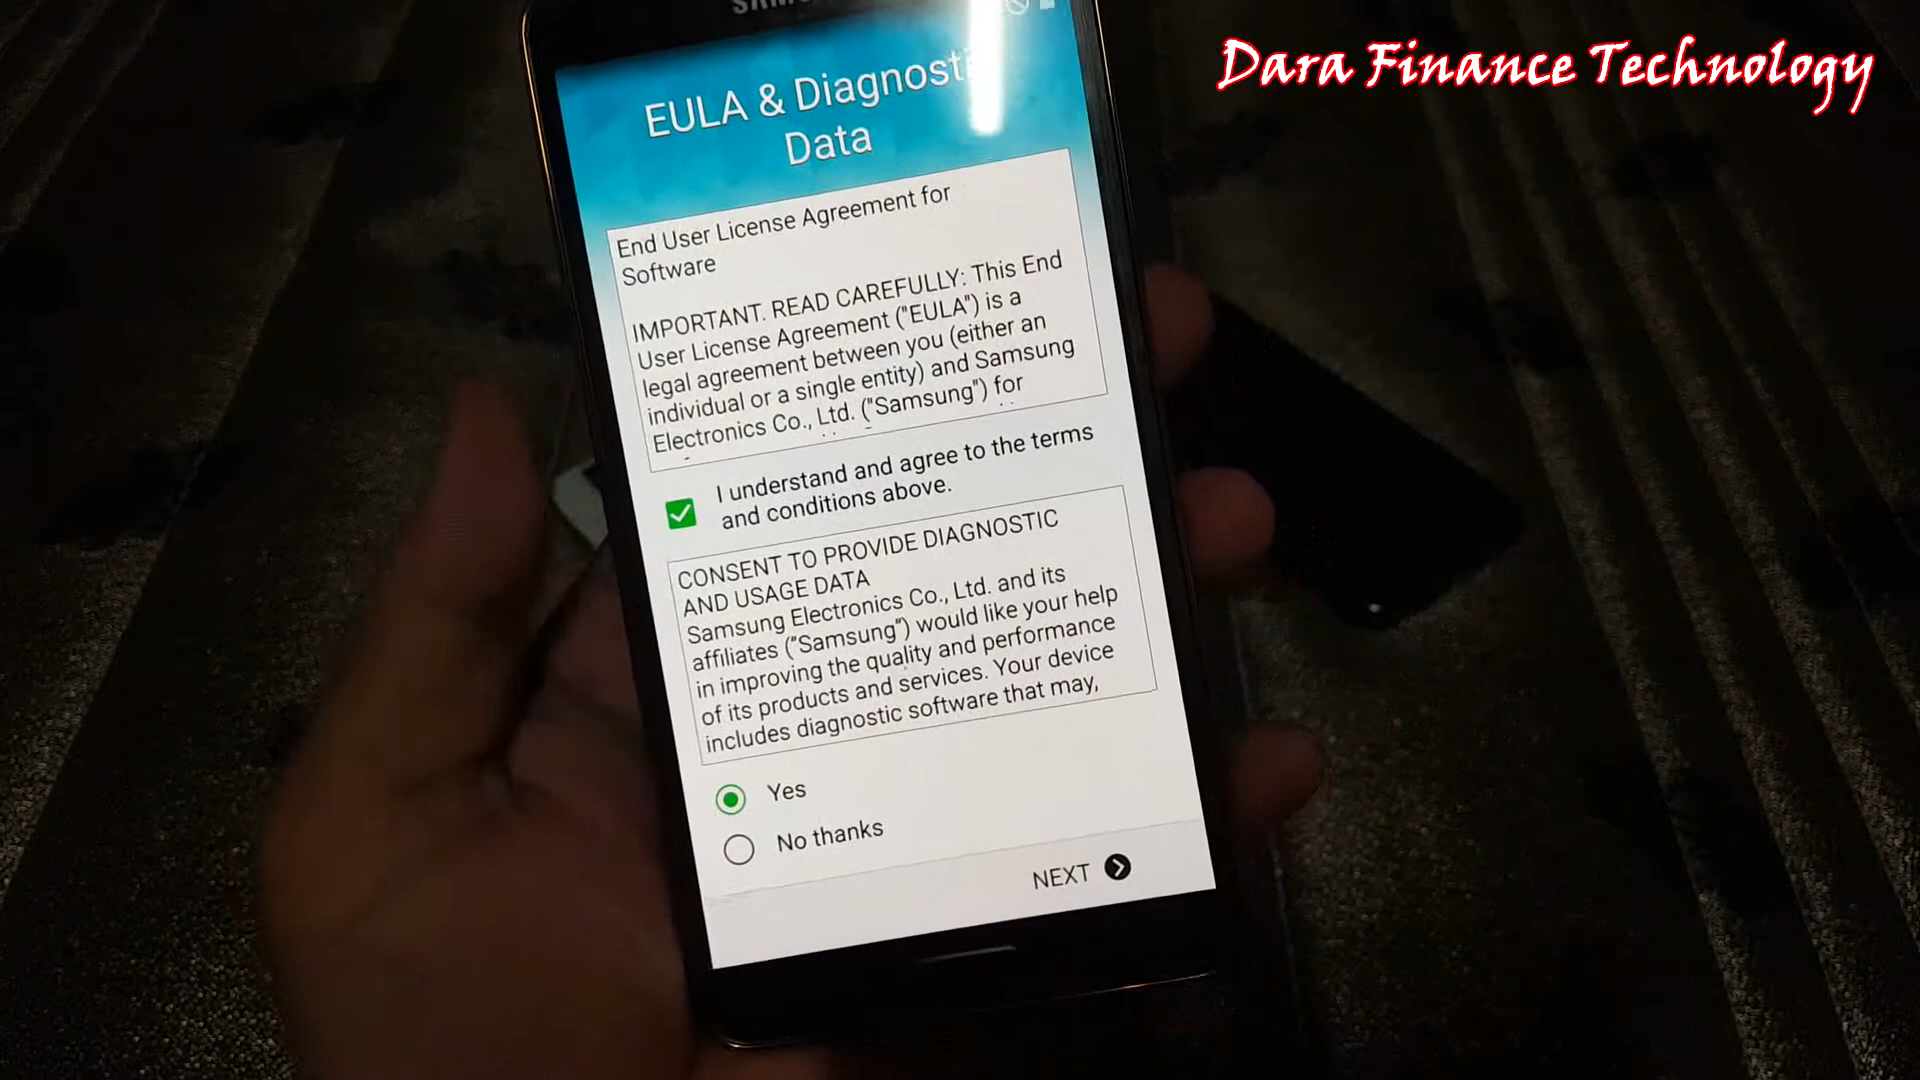 Dara Finance Technology
EULA & Diagnostic
Data
End User License Agreement for
Software
IMPORTANT. READ CAREFULLY: This End
User License Agreement ("EULA") is a
legal agreement between you (either an
individual or a single entity) and Samsung
Electronics Co., Ltd. ("Samsung") for
I understand and agree to the terms
and conditions above.
CONSENT TO PROVIDE DIAGNOSTIC
AND USAGE DATA
Samsung Electronics Co., Ltd. and its
affiliates ("Samsung") would like your help
in improving the quality and performance
of its products and services. Your device
includes diagnostic software that may,
Yes
No thanks
NEXT